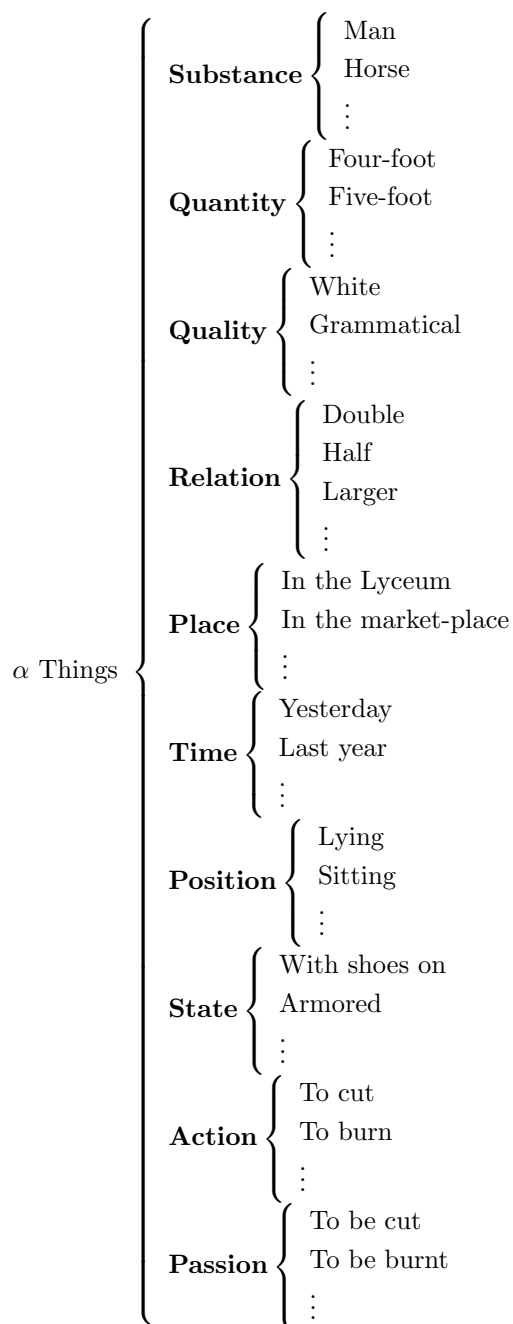 α Things
Substance
Man
Horse
⋮
Quantity
Four-foot
Five-foot
⋮
Quality
White
Grammatical
⋮
Relation
Double
Half
Larger
⋮
Place
In the Lyceum
In the market-place
⋮
Time
Yesterday
Last year
⋮
Position
Lying
Sitting
⋮
State
With shoes on
Armored
⋮
Action
To cut
To burn
⋮
Passion
To be cut
To be burnt
⋮